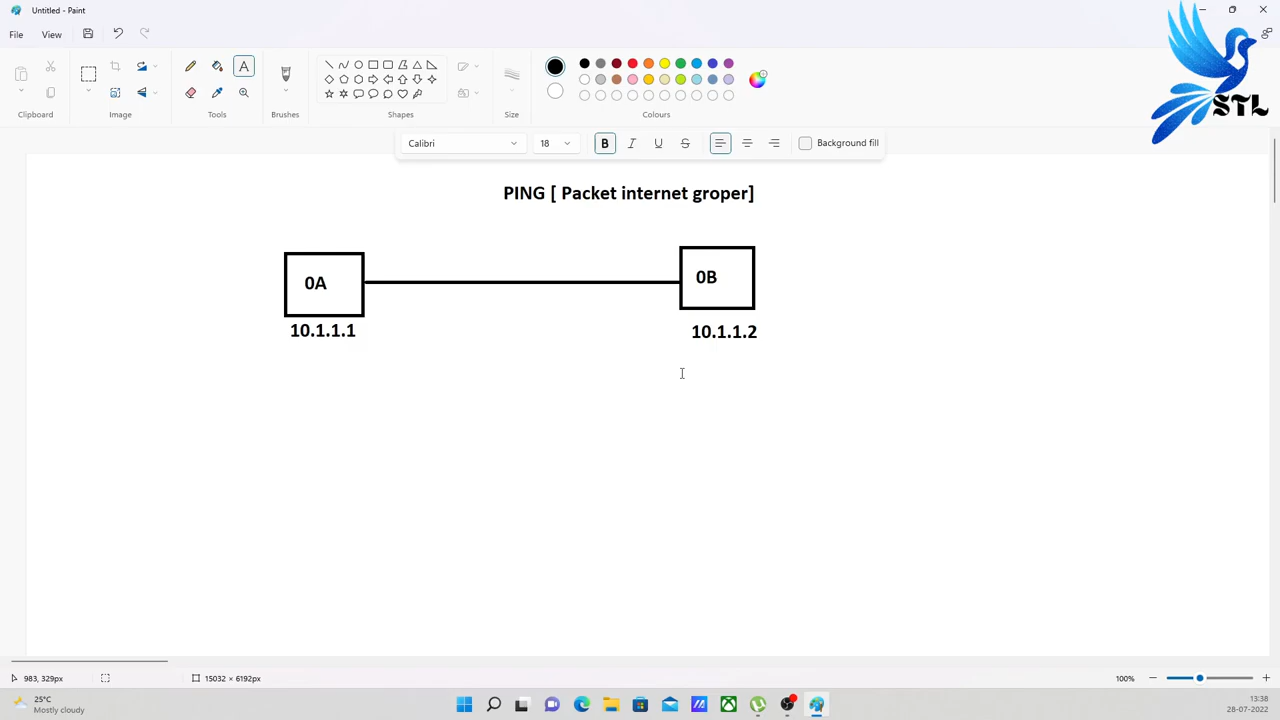 Untitled - Paint
File
View
STL
Clipboard
Image
Tools
Brushes
Shapes
Size
Colours
Calibri
18
B
I
U
S
Background fill
PING [ Packet internet groper]
0A
0B
10.1.1.1
10.1.1.2
983, 329px
15032 × 6192px
100%
25°C
Mostly cloudy
13:38
28-07-2022